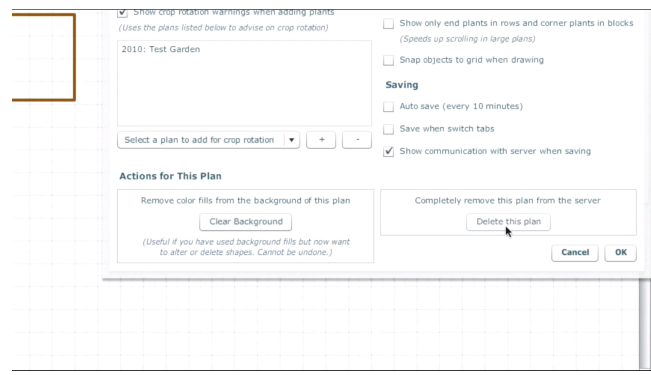 Show crop rotation warnings when adding plants
(Uses the plans listed below to advise on crop rotation)
2010: Test Garden
Select a plan to add for crop rotation
+
-
Show only end plants in rows and corner plants in blocks
(Speeds up scrolling in large plans)
Snap objects to grid when drawing
Saving
Auto save (every 10 minutes)
Save when switch tabs
Show communication with server when saving
Actions for This Plan
Remove color fills from the background of this plan
Clear Background
(Useful if you have used background fills but now want
to alter or delete shapes. Cannot be undone.)
Completely remove this plan from the server
Delete this plan
Cancel
OK